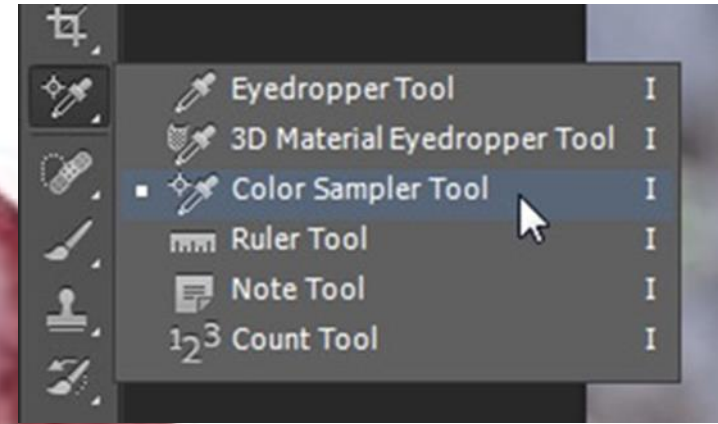 Eyedropper Tool I
3D Material Eyedropper Tool I
Color Sampler Tool I
Ruler Tool I
Note Tool I
123 Count Tool I